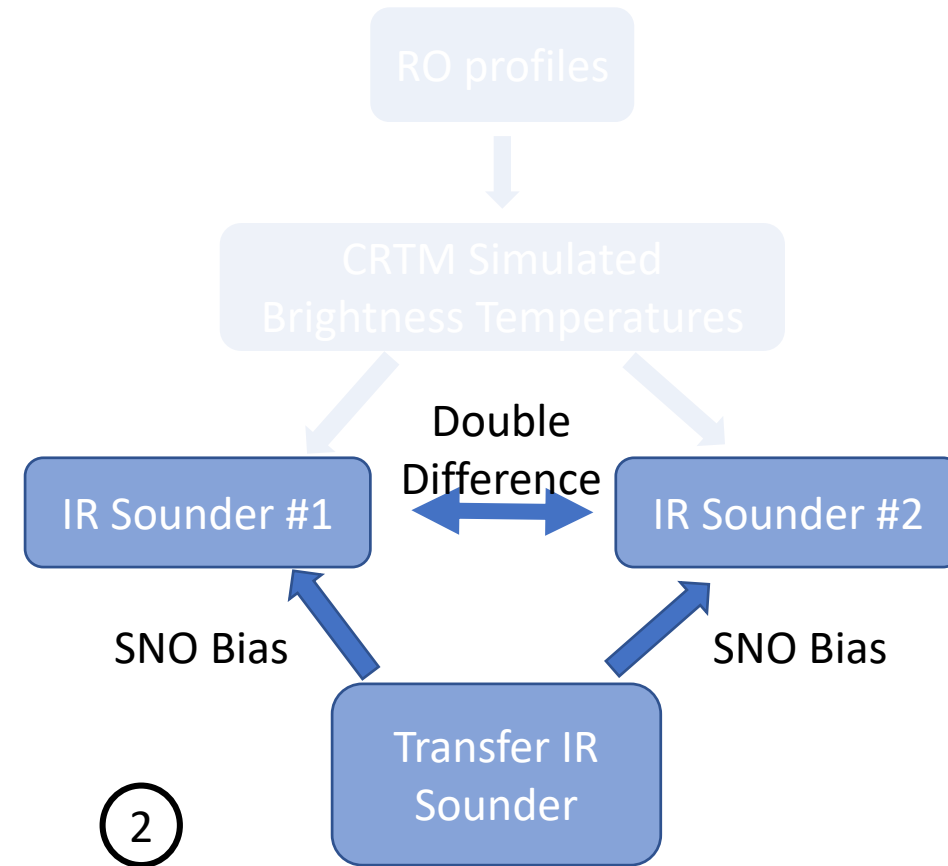 RO profiles
CRTM Simulated
Brightness Temperatures
Double
Difference
IR Sounder #1
IR Sounder #2
SNO Bias
SNO Bias
Transfer IR
Sounder
2